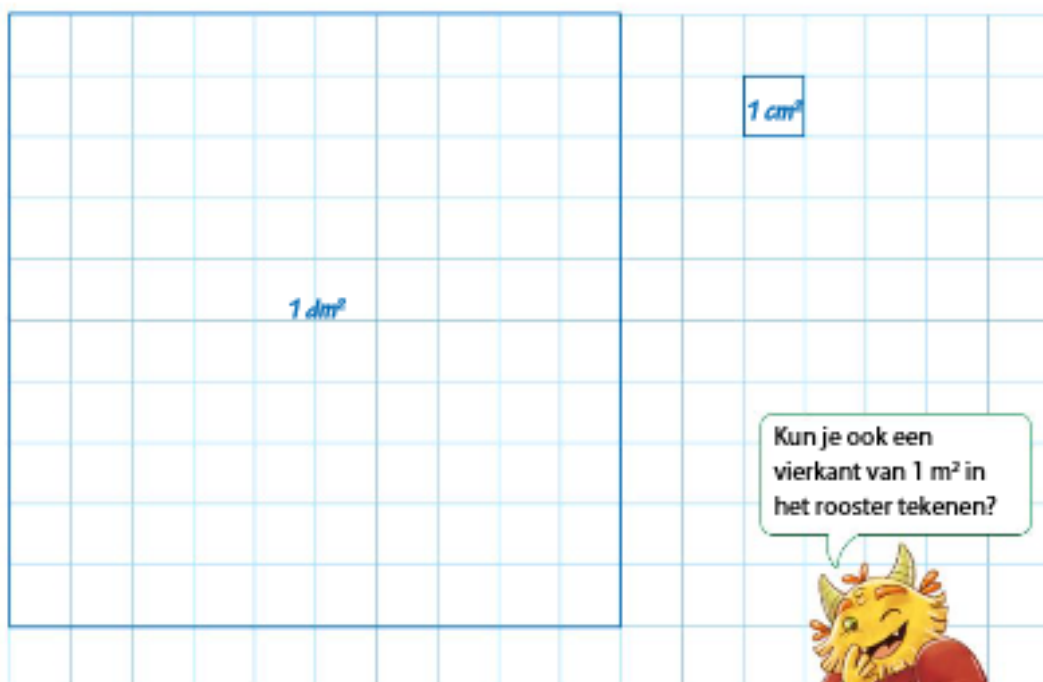 1 cm²
1 dm²
Kun je ook een
vierkant van 1 m² in
het rooster tekenen?